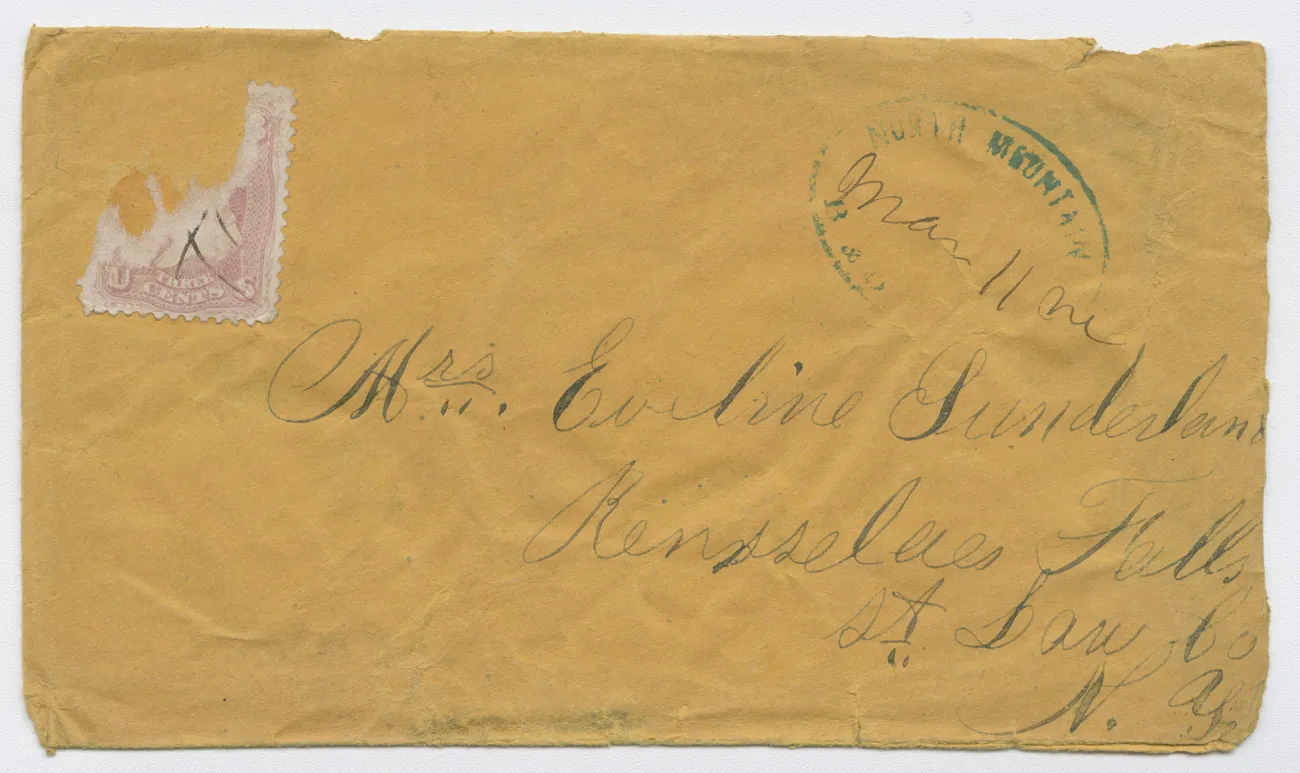 3
U S
THREE
CENTS
NORTH MOUNTAIN
B & O
Mar 11
Mrs. Eveline Sunderland
Rensselaer Falls
St Law Co
N. Y.